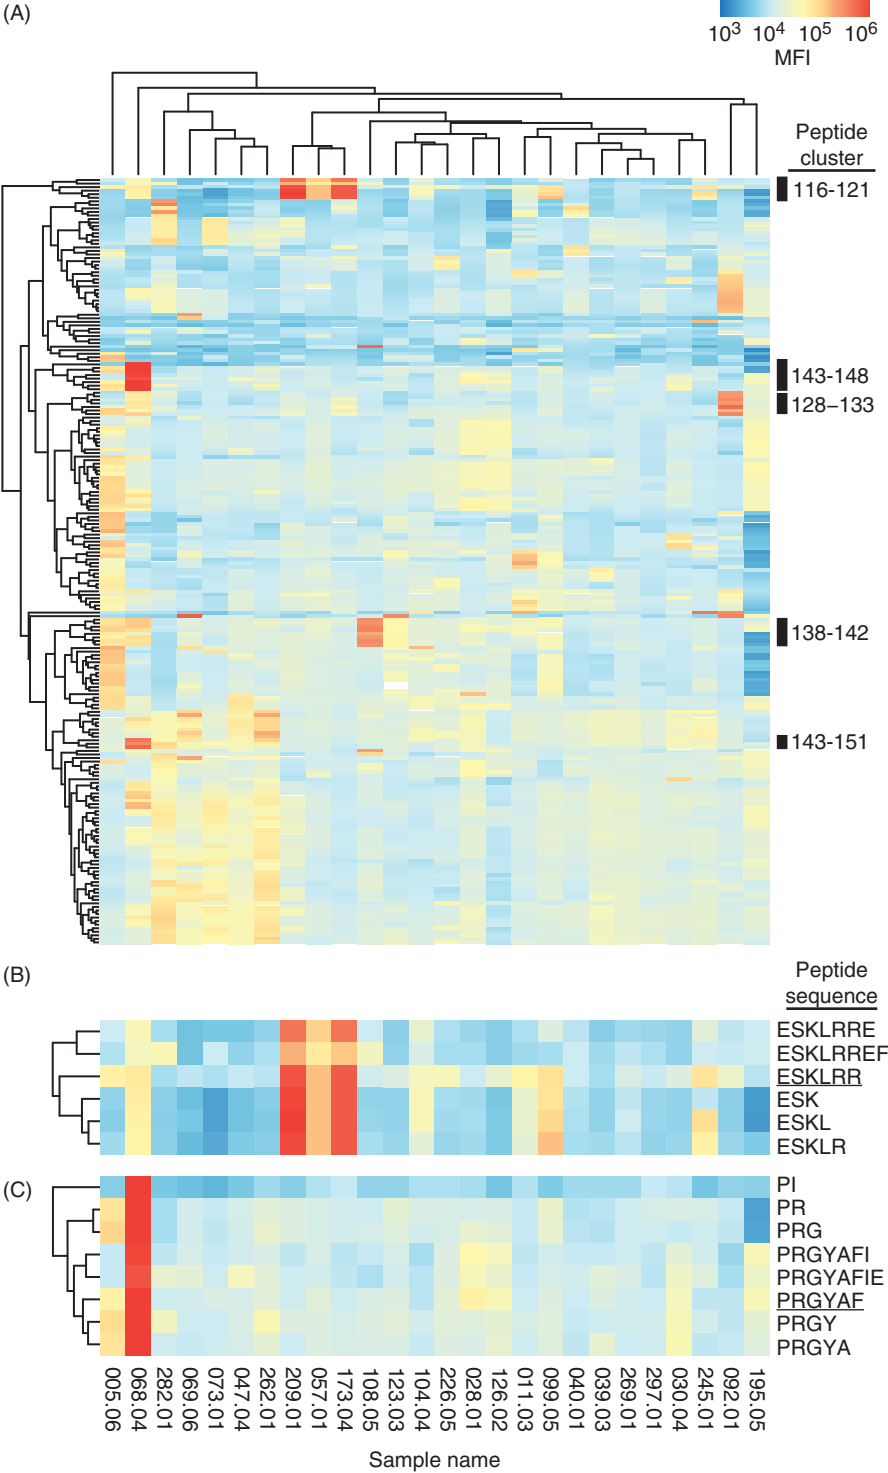 (A)
10³ 10⁴ 10⁵ 10⁶
MFI
Peptide
cluster
116-121
143-148
128–133
138-142
143-151
(B)
Peptide
sequence
ESKLRRE
ESKLRREF
ESKLRR
ESK
ESKL
ESKLR
(C)
PI
PR
PRG
PRGYAFI
PRGYAFIE
PRGYAF
PRGY
PRGYA
005.06 068.04 282.01 069.06 073.01 047.04 262.01 209.01 057.01 173.04 108.05 123.03 104.04 226.05 028.01 126.02 011.03 099.05 040.01 039.03 269.01 297.01 030.04 245.01 092.01 195.05
Sample name